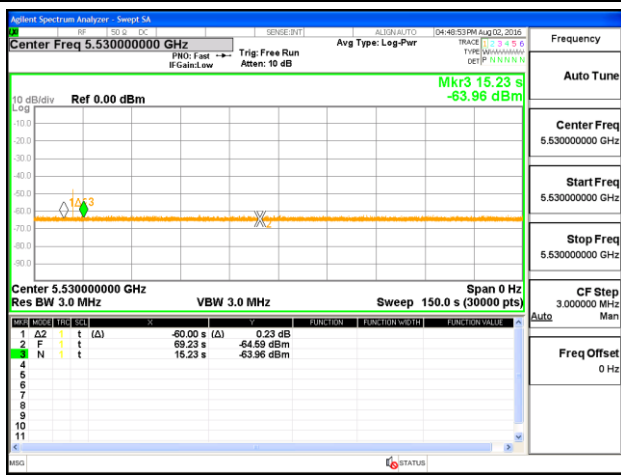 Agilent Spectrum Analyzer - Swept SA
RF 50 Ω DC SENSE:INT ALIGN AUTO 04:48:53 PM Aug 02, 2016
Center Freq 5.530000000 GHz
PNO: Fast
IFGain:Low
Trig: Free Run
Atten: 10 dB
Avg Type: Log-Pwr
TRACE 1 2 3 4 5 6
TYPE W
DET P N N N N N
Mkr3 15.23 s
-63.96 dBm
10 dB/div Ref 0.00 dBm
Log
-10.0
-20.0
-30.0
-40.0
-50.0
-60.0
-70.0
-80.0
-90.0
1Δ
3
2
Center 5.530000000 GHz Span 0 Hz
Res BW 3.0 MHz VBW 3.0 MHz Sweep 150.0 s (30000 pts)
MKR MODE TRC SCL X Y FUNCTION FUNCTION WIDTH FUNCTION VALUE
1 Δ2 1 t (Δ) -60.00 s (Δ) 0.23 dB
2 F 1 t 69.23 s -64.59 dBm
3 N 1 t 15.23 s -63.96 dBm
4
5
6
7
8
9
10
11
MSG STATUS
Frequency
Auto Tune
Center Freq
5.530000000 GHz
Start Freq
5.530000000 GHz
Stop Freq
5.530000000 GHz
CF Step
3.000000 MHz
Auto Man
Freq Offset
0 Hz